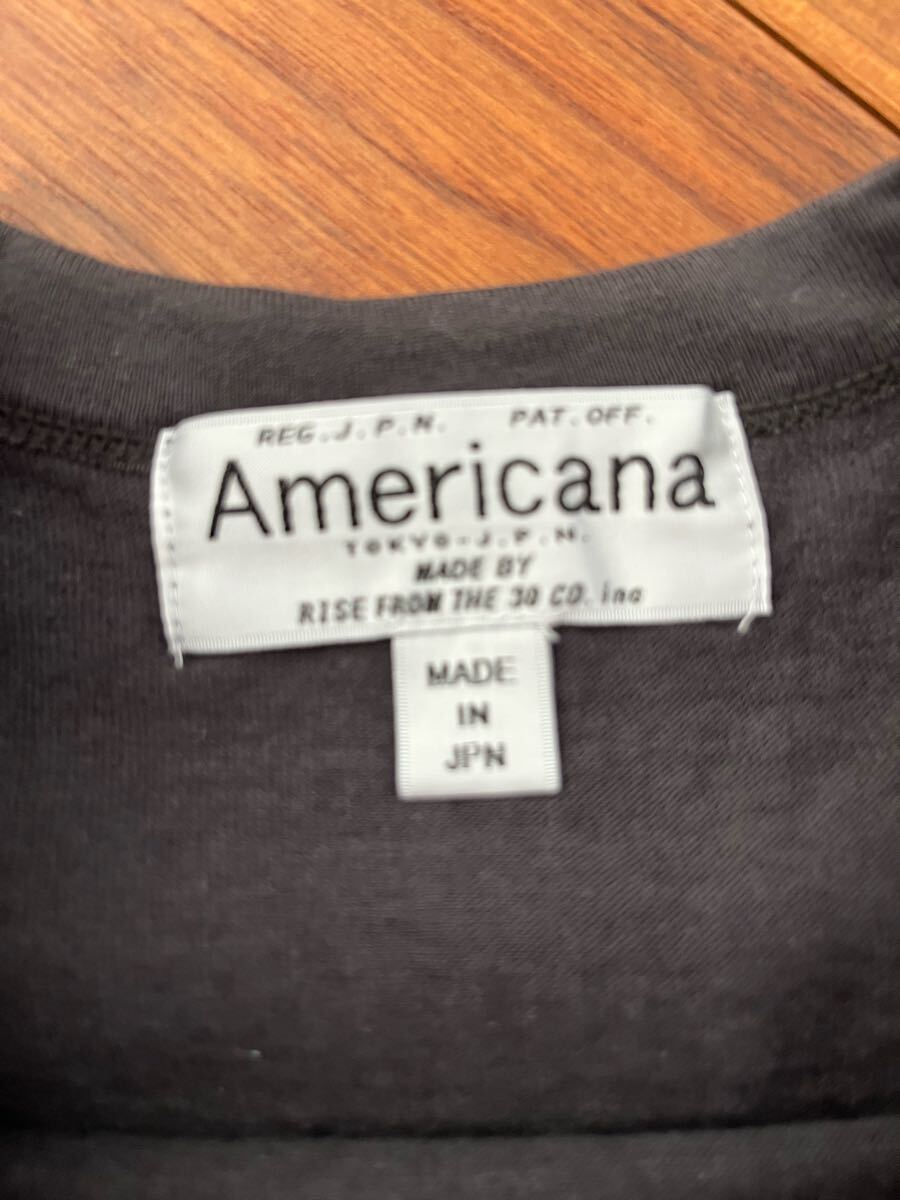 REG.J.P.N. PAT.OFF.
Americana
TOKYO-J.P.N.
MADE BY
RISE FROM THE 30 CO. inc
MADE
IN
JPN